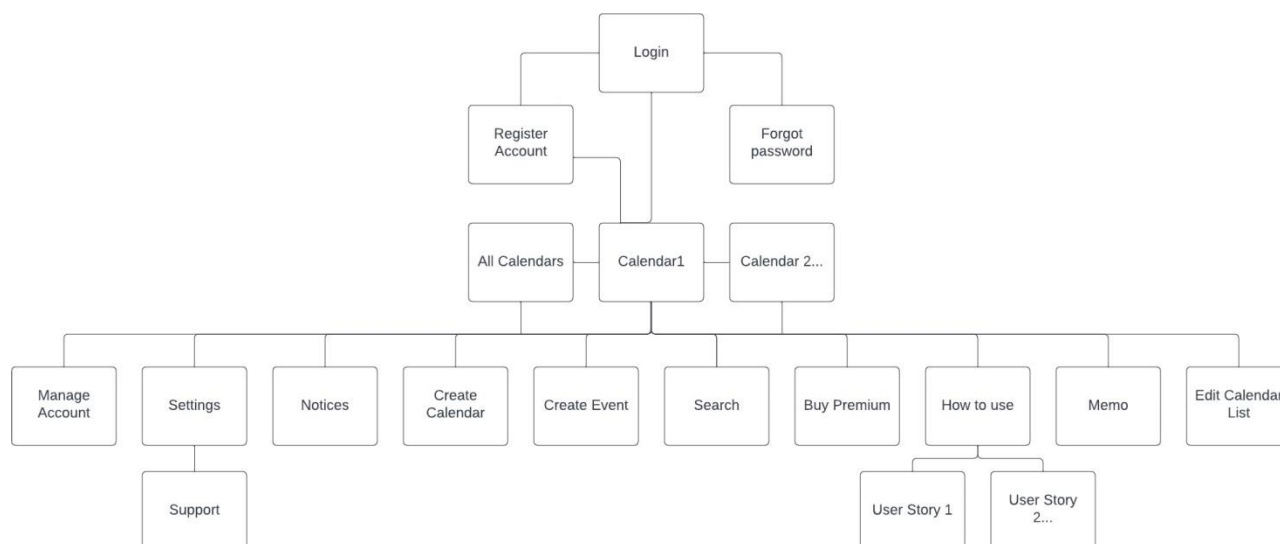 Login
Register
Account
Forgot
password
All Calendars
Calendar1
Calendar 2...
Manage
Account
Settings
Notices
Create
Calendar
Create Event
Search
Buy Premium
How to use
Memo
Edit Calendar
List
Support
User Story 1
User Story
2...